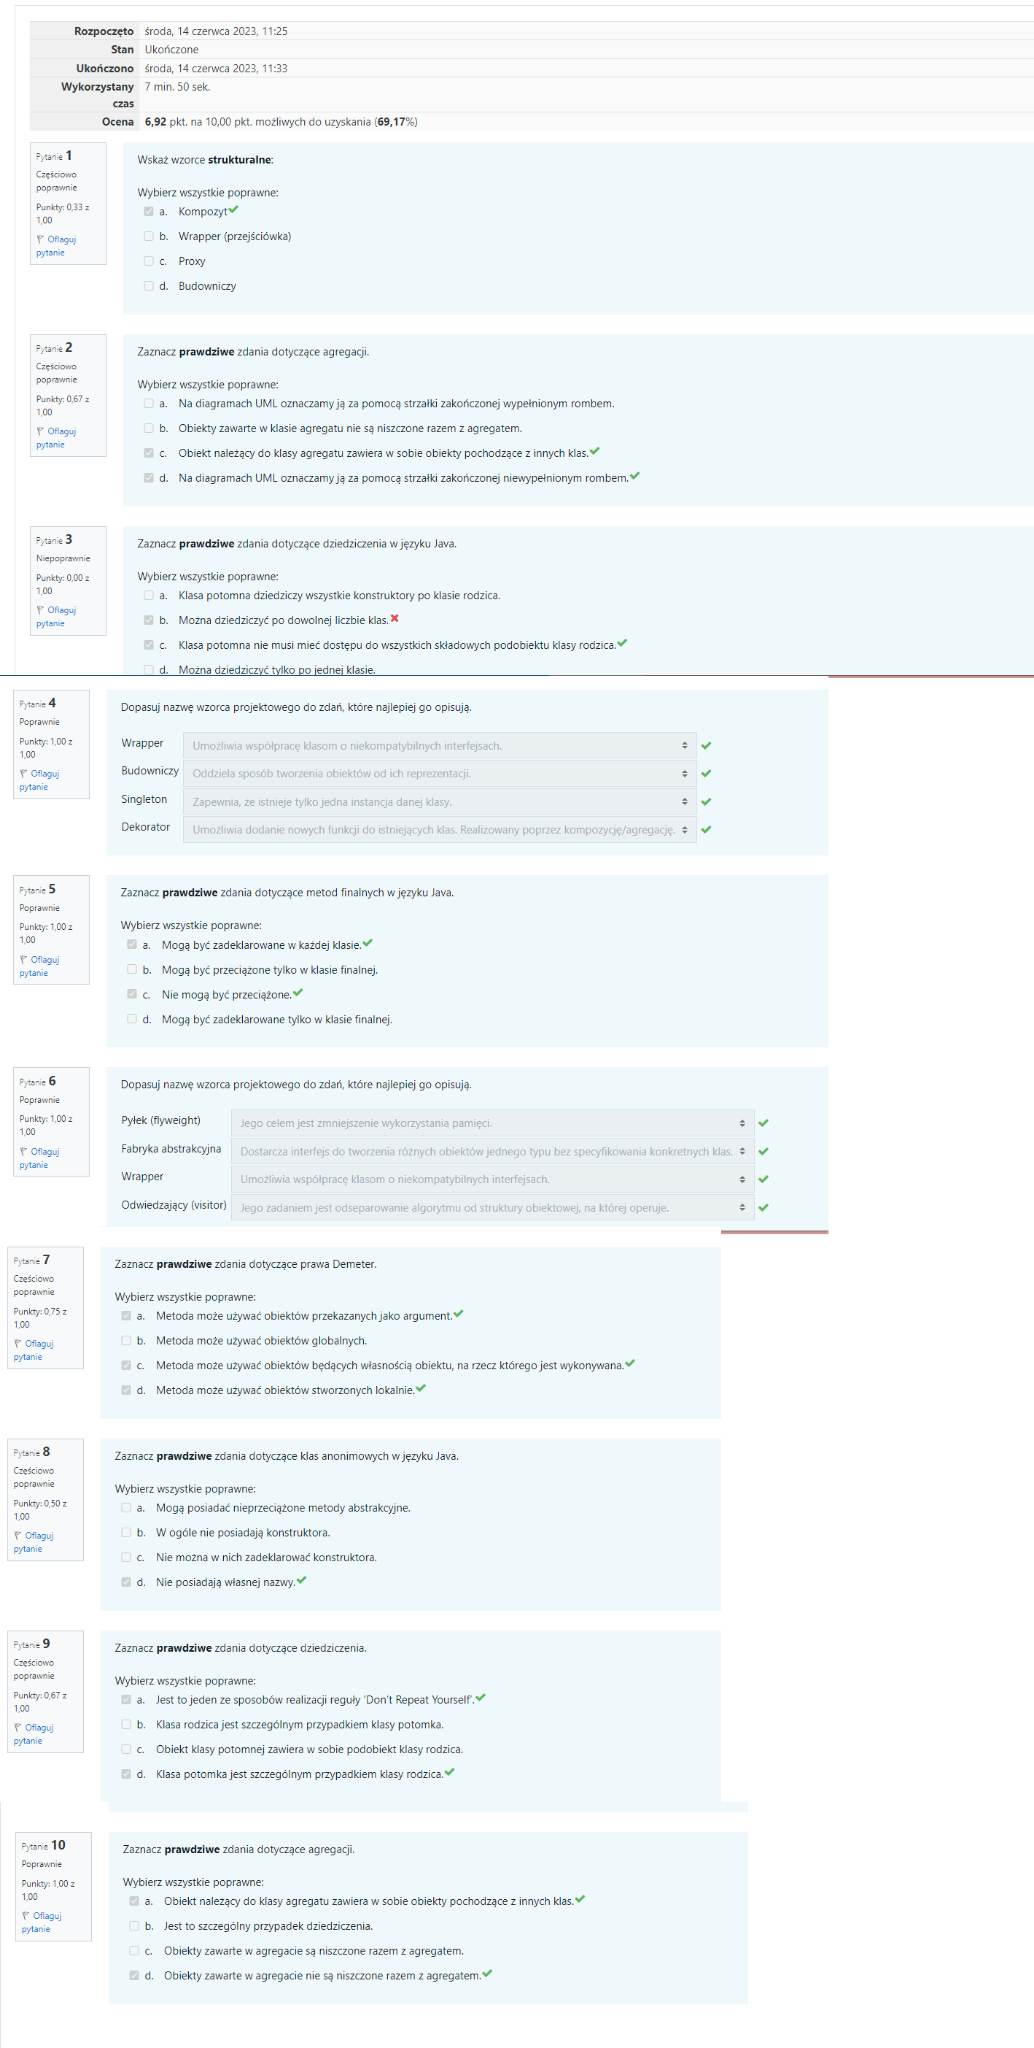 Rozpoczęto środa, 14 czerwca 2023, 11:25
Stan Ukończone
Ukończono środa, 14 czerwca 2023, 11:33
Wykorzystany czas 7 min. 50 sek.
Ocena 6,92 pkt. na 10,00 pkt. możliwych do uzyskania (69,17%)
Pytanie 1
Częściowo
poprawnie
Punkty: 0,33 z
1,00
Oflaguj
pytanie
Wskaż wzorce strukturalne:
Wybierz wszystkie poprawne:
a. Kompozyt
b. Wrapper (przejściówka)
c. Proxy
d. Budowniczy
Pytanie 2
Częściowo
poprawnie
Punkty: 0,67 z
1,00
Oflaguj
pytanie
Zaznacz prawdziwe zdania dotyczące agregacji.
Wybierz wszystkie poprawne:
a. Na diagramach UML oznaczamy ją za pomocą strzałki zakończonej wypełnionym rombem.
b. Obiekty zawarte w klasie agregatu nie są niszczone razem z agregatem.
c. Obiekt należący do klasy agregatu zawiera w sobie obiekty pochodzące z innych klas.
d. Na diagramach UML oznaczamy ją za pomocą strzałki zakończonej niewypełnionym rombem.
Pytanie 3
Niepoprawnie
Punkty: 0,00 z
1,00
Oflaguj
pytanie
Zaznacz prawdziwe zdania dotyczące dziedziczenia w języku Java.
Wybierz wszystkie poprawne:
a. Klasa potomna dziedziczy wszystkie konstruktory po klasie rodzica.
b. Można dziedziczyć po dowolnej liczbie klas.
c. Klasa potomna nie musi mieć dostępu do wszystkich składowych podobiektu klasy rodzica.
d. Można dziedziczyć tylko po jednej klasie.
Pytanie 4
Poprawnie
Punkty: 1,00 z
1,00
Oflaguj
pytanie
Dopasuj nazwę wzorca projektowego do zdań, które najlepiej go opisują.
Wrapper Umożliwia współpracę klasom o niekompatybilnych interfejsach.
Budowniczy Oddziela sposób tworzenia obiektów od ich reprezentacji.
Singleton Zapewnia, że istnieje tylko jedna instancja danej klasy.
Dekorator Umożliwia dodanie nowych funkcji do istniejących klas. Realizowany poprzez kompozycję/agregację.
Pytanie 5
Poprawnie
Punkty: 1,00 z
1,00
Oflaguj
pytanie
Zaznacz prawdziwe zdania dotyczące metod finalnych w języku Java.
Wybierz wszystkie poprawne:
a. Mogą być zadeklarowane w każdej klasie.
b. Mogą być przeciążone tylko w klasie finalnej.
c. Nie mogą być przeciążone.
d. Mogą być zadeklarowane tylko w klasie finalnej.
Pytanie 6
Poprawnie
Punkty: 1,00 z
1,00
Oflaguj
pytanie
Dopasuj nazwę wzorca projektowego do zdań, które najlepiej go opisują.
Pyłek (flyweight) Jego celem jest zmniejszenie wykorzystania pamięci.
Fabryka abstrakcyjna Dostarcza interfejs do tworzenia różnych obiektów jednego typu bez specyfikowania konkretnych klas.
Wrapper Umożliwia współpracę klasom o niekompatybilnych interfejsach.
Odwiedzający (visitor) Jego zadaniem jest odseparowanie algorytmu od struktury obiektowej, na której operuje.
Pytanie 7
Częściowo
poprawnie
Punkty: 0,75 z
1,00
Oflaguj
pytanie
Zaznacz prawdziwe zdania dotyczące prawa Demeter.
Wybierz wszystkie poprawne:
a. Metoda może używać obiektów przekazanych jako argument.
b. Metoda może używać obiektów globalnych.
c. Metoda może używać obiektów będących własnością obiektu, na rzecz którego jest wykonywana.
d. Metoda może używać obiektów stworzonych lokalnie.
Pytanie 8
Częściowo
poprawnie
Punkty: 0,50 z
1,00
Oflaguj
pytanie
Zaznacz prawdziwe zdania dotyczące klas anonimowych w języku Java.
Wybierz wszystkie poprawne:
a. Mogą posiadać nieprzeciążone metody abstrakcyjne.
b. W ogóle nie posiadają konstruktora.
c. Nie można w nich zadeklarować konstruktora.
d. Nie posiadają własnej nazwy.
Pytanie 9
Częściowo
poprawnie
Punkty: 0,67 z
1,00
Oflaguj
pytanie
Zaznacz prawdziwe zdania dotyczące dziedziczenia.
Wybierz wszystkie poprawne:
a. Jest to jeden ze sposobów realizacji reguły 'Don't Repeat Yourself'.
b. Klasa rodzica jest szczególnym przypadkiem klasy potomka.
c. Obiekt klasy potomnej zawiera w sobie podobiekt klasy rodzica.
d. Klasa potomka jest szczególnym przypadkiem klasy rodzica.
Pytanie 10
Poprawnie
Punkty: 1,00 z
1,00
Oflaguj
pytanie
Zaznacz prawdziwe zdania dotyczące agregacji.
Wybierz wszystkie poprawne:
a. Obiekt należący do klasy agregatu zawiera w sobie obiekty pochodzące z innych klas.
b. Jest to szczególny przypadek dziedziczenia.
c. Obiekty zawarte w agregacie są niszczone razem z agregatem.
d. Obiekty zawarte w agregacie nie są niszczone razem z agregatem.